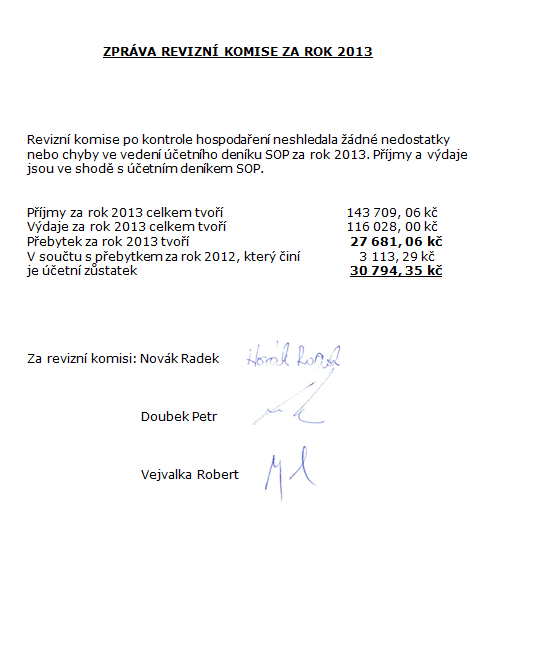 ZPRÁVA REVIZNÍ KOMISE ZA ROK 2013
Revizní komise po kontrole hospodaření neshledala žádné nedostatky
nebo chyby ve vedení účetního deníku SOP za rok 2013. Příjmy a výdaje
jsou ve shodě s účetním deníkem SOP.
Příjmy za rok 2013 celkem tvoří 143 709, 06 kč
Výdaje za rok 2013 celkem tvoří 116 028, 00 kč
Přebytek za rok 2013 tvoří 27 681, 06 kč
V součtu s přebytkem za rok 2012, který činí 3 113, 29 kč
je účetní zůstatek 30 794, 35 kč
Za revizní komisi: Novák Radek
Doubek Petr
Vejvalka Robert